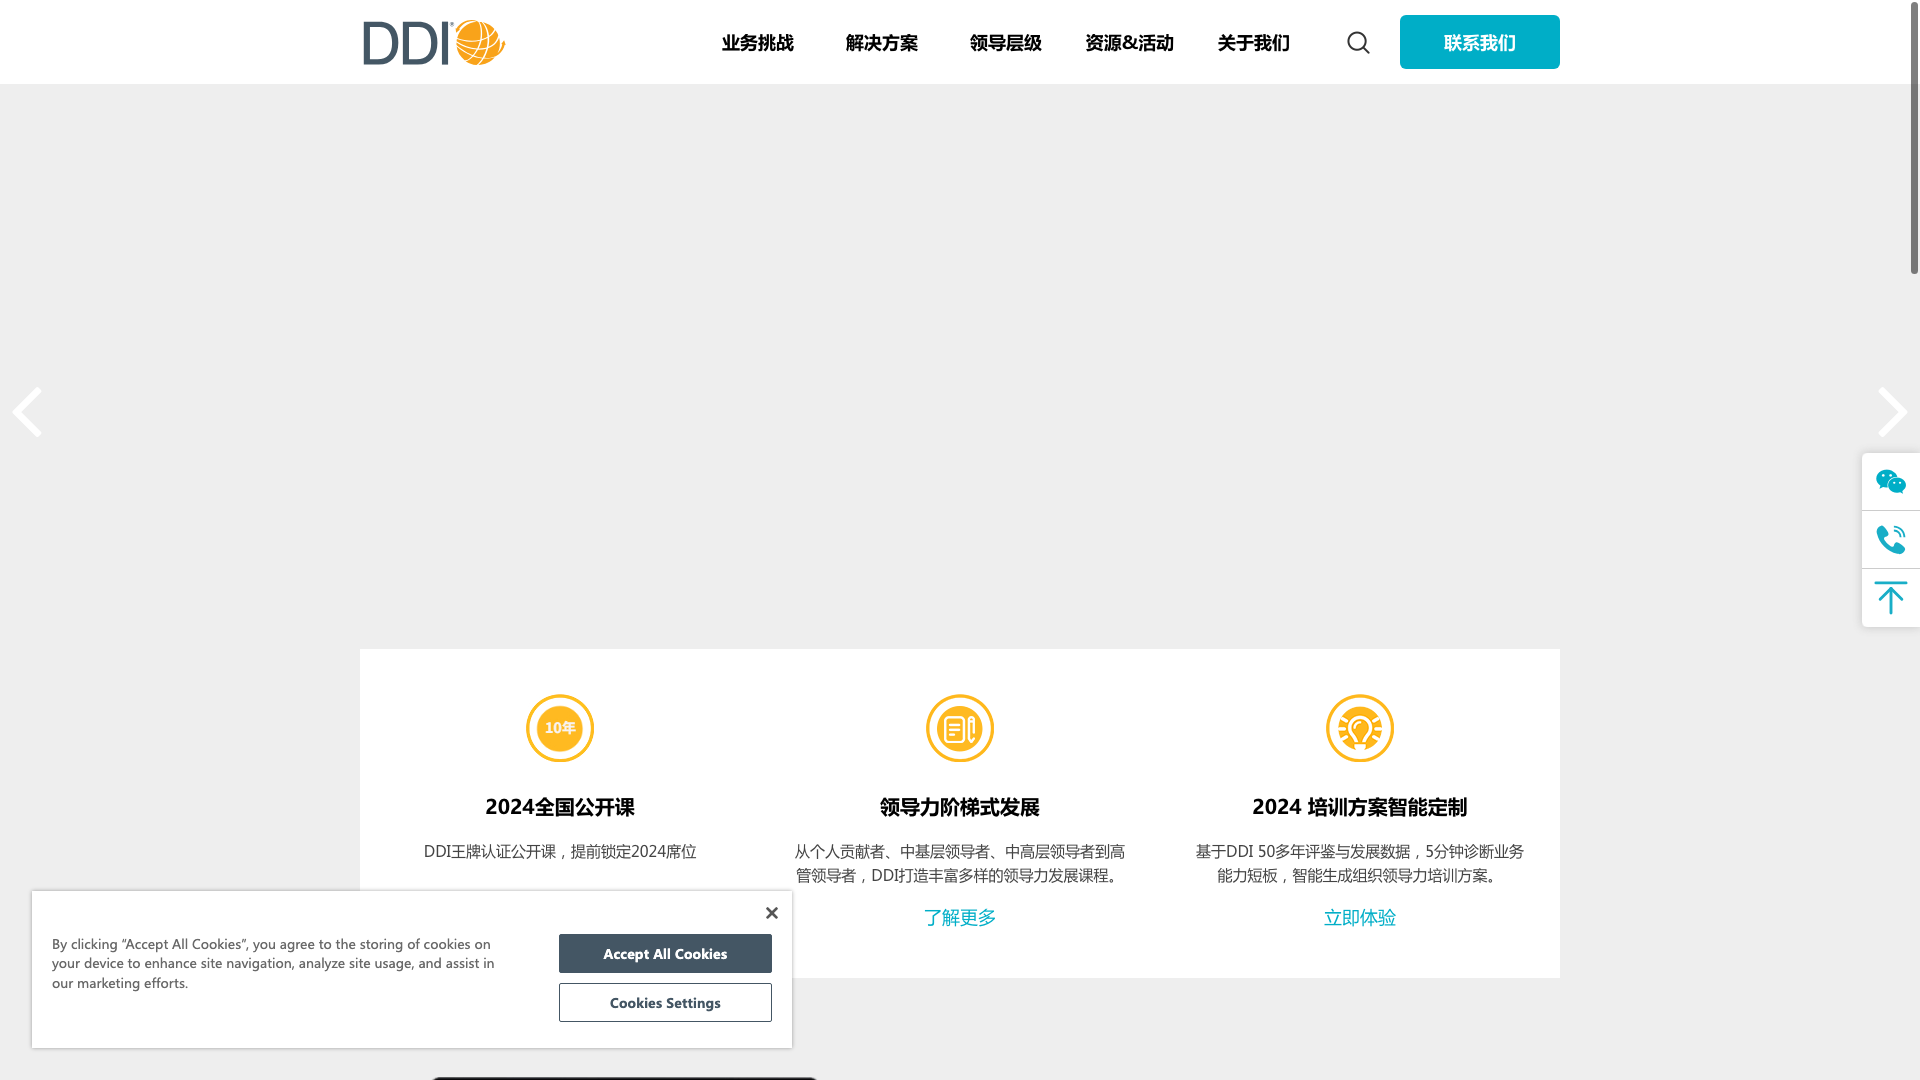 DDI
业务挑战
解决方案
领导层级
资源&活动
关于我们
联系我们
10年
2024全国公开课
DDI王牌认证公开课，提前锁定2024席位
领导力阶梯式发展
从个人贡献者、中基层领导者、中高层领导者到高
管领导者，DDI打造丰富多样的领导力发展课程。
了解更多
2024 培训方案智能定制
基于DDI 50多年评鉴与发展数据，5分钟诊断业务
能力短板，智能生成组织领导力培训方案。
立即体验
By clicking “Accept All Cookies”, you agree to the storing of cookies on
your device to enhance site navigation, analyze site usage, and assist in
our marketing efforts.
Accept All Cookies
Cookies Settings